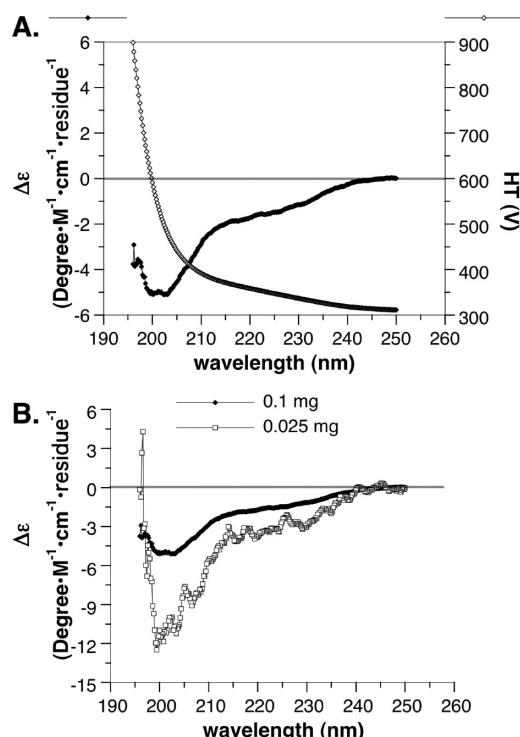 A.
6
4
2
0
-2
-4
-6
Δε
(Degree•M-1•cm-1•residue-1
900
800
700
600
500
400
300
HT (V)
190 200 210 220 230 240 250 260
wavelength (nm)
B.
0.1 mg
0.025 mg
6
3
0
-3
-6
-9
-12
-15
Δε
(Degree•M-1•cm-1•residue-1
190 200 210 220 230 240 250 260
wavelength (nm)